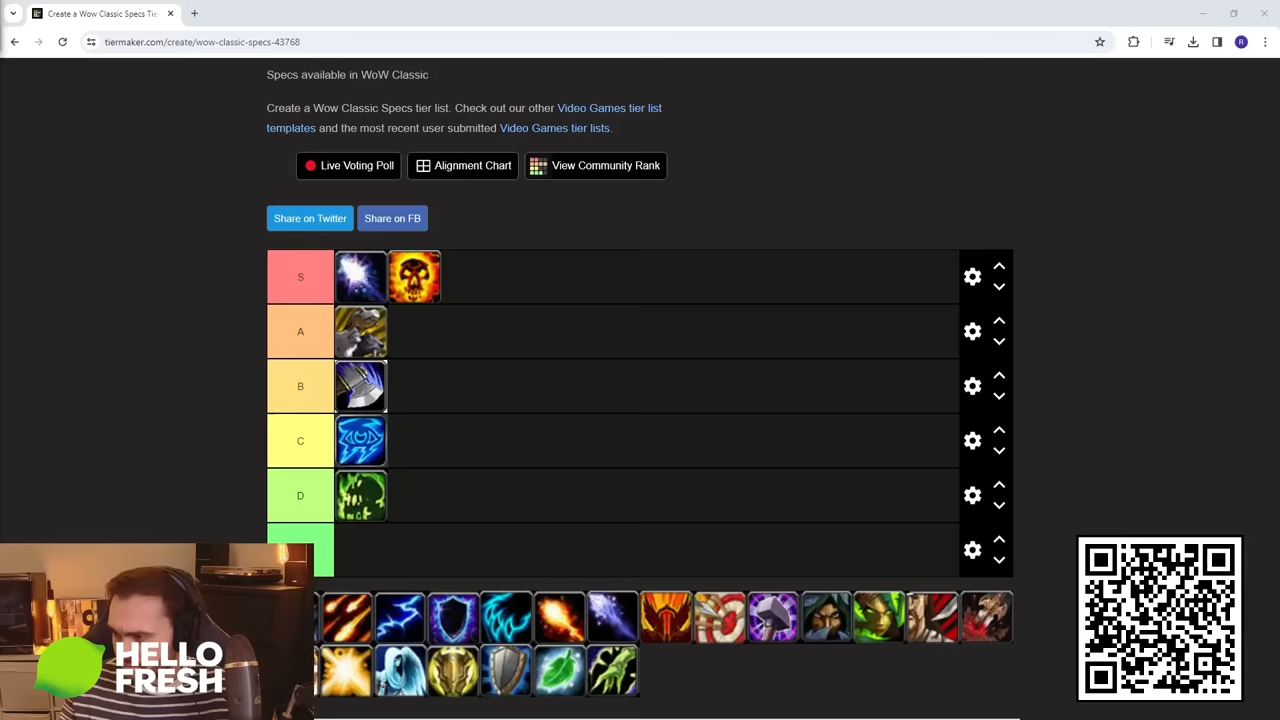 Create a Wow Classic Specs Tie
tiermaker.com/create/wow-classic-specs-43768
R
Specs available in WoW Classic
Create a Wow Classic Specs tier list. Check out our other Video Games tier list
templates and the most recent user submitted Video Games tier lists.
Live Voting Poll
Alignment Chart
View Community Rank
Share on Twitter
Share on FB
S
A
B
C
D
HELLO
FRESH